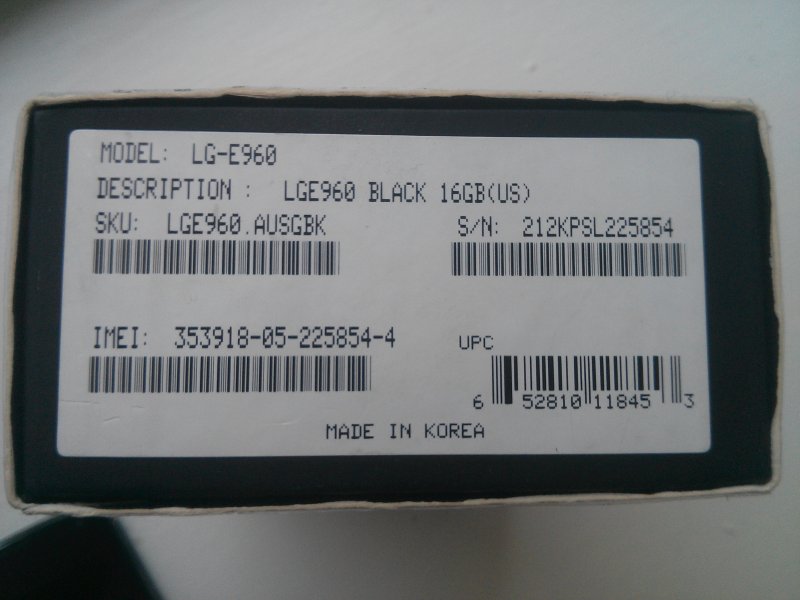 MODEL: LG-E960
DESCRIPTION : LGE960 BLACK 16GB(US)
SKU: LGE960.AUSGBK
S/N: 212KPSL225854
IMEI: 353918-05-225854-4
UPC
6 52810 11845 3
MADE IN KOREA